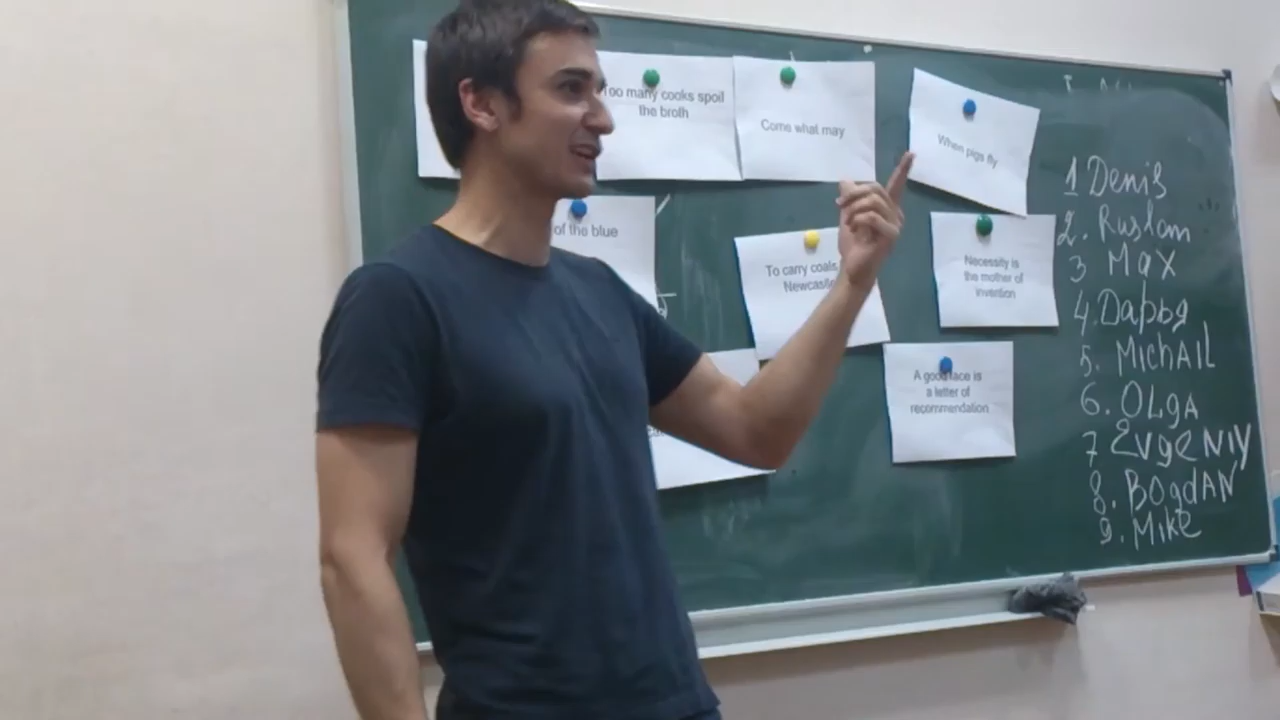 Too many cooks spoil
the broth
Come what may
When pigs fly
of the blue
To carry coals
Newcastle
Necessity is
the mother of
invention
A good face is
a letter of
recommendation
1 Denis
2. Ruslan
3 Max
4. Дарья
5. MichAIL
6. OLgA
7 EvgeNIY
8. BOgdAN
9. Mike